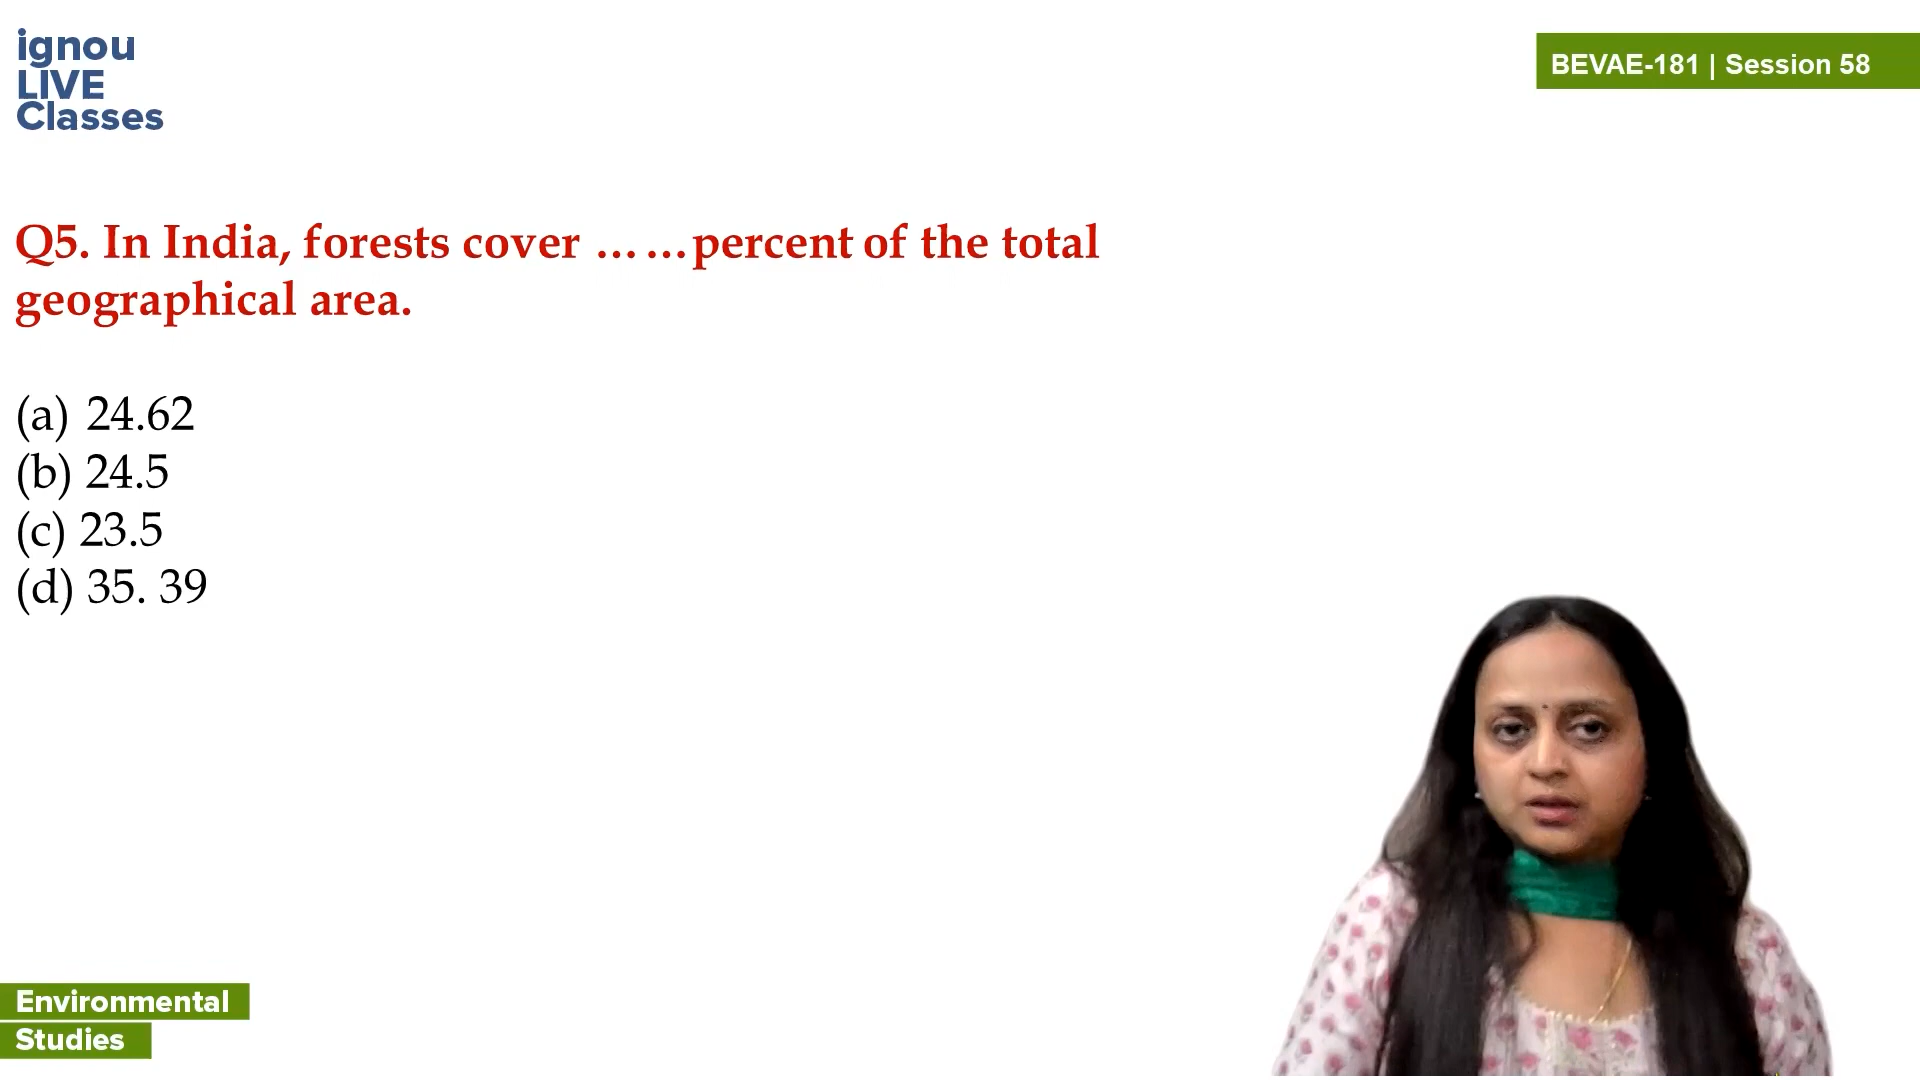 ignou
LIVE
Classes
BEVAE-181 | Session 58
Q5. In India, forests cover ... ...percent of the total
geographical area.
(a) 24.62
(b) 24.5
(c) 23.5
(d) 35. 39
Environmental
Studies